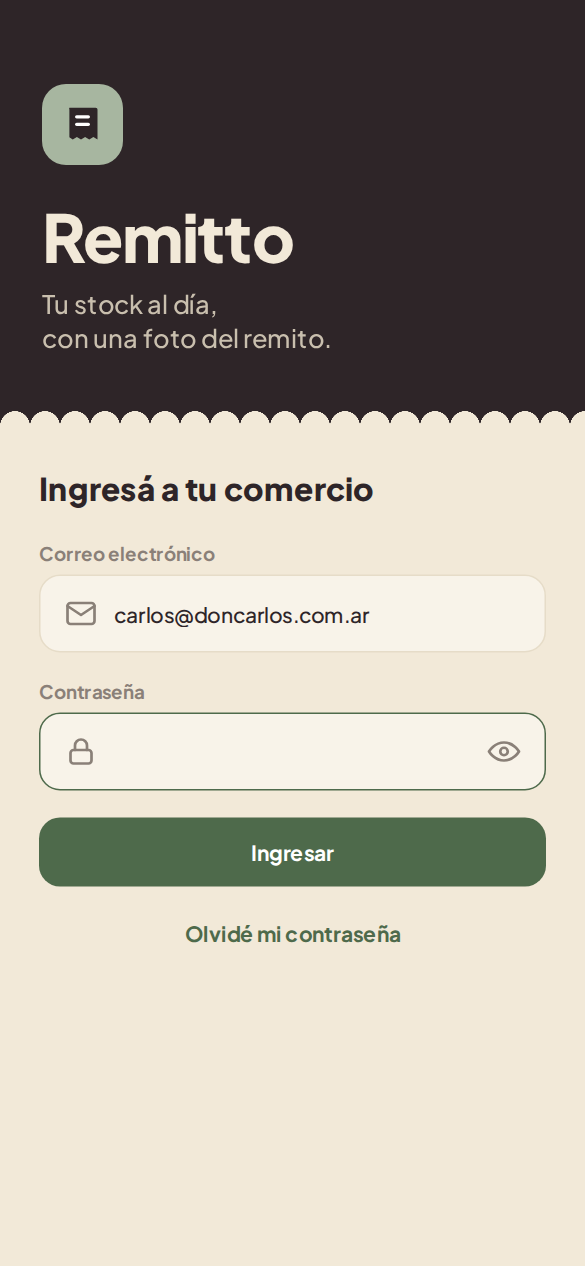 Remitto
Tu stock al día,
con una foto del remito.
Ingresá a tu comercio
Correo electrónico
carlos@doncarlos.com.ar
Contraseña
Ingresar
Olvidé mi contraseña